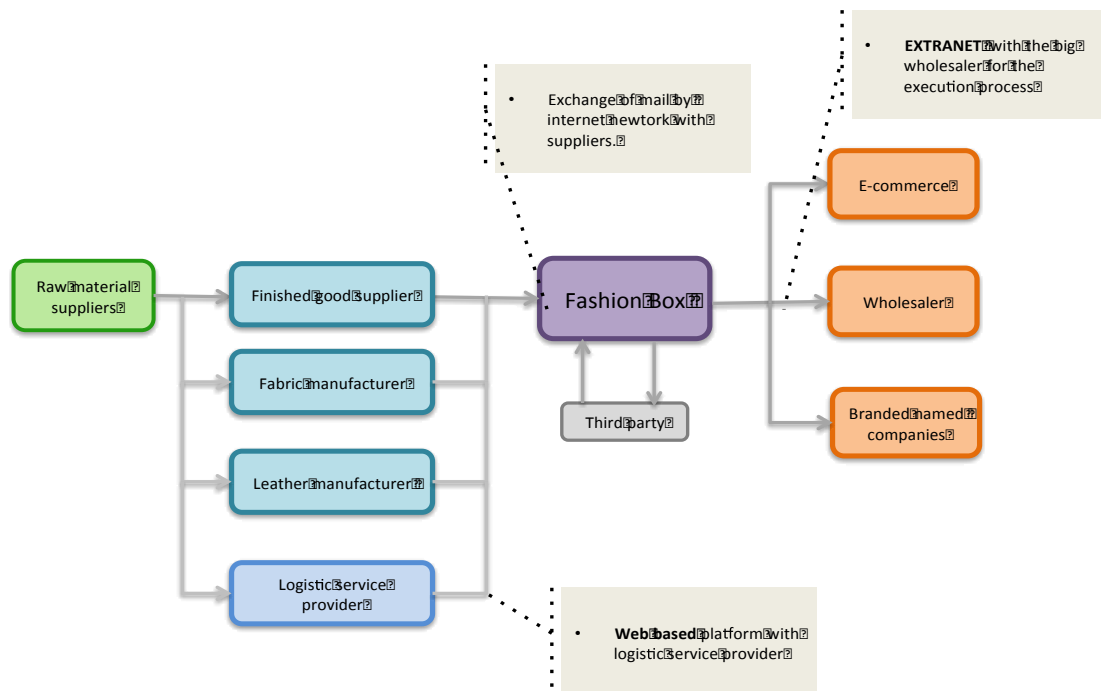 • EXTRANET with the big
wholesaler for the
execution process
• Exchange of mail by
internet newtork with
suppliers.
E-commerce
Raw material
suppliers
Finished good supplier
Fashion Box
Wholesaler
Fabric manufacturer
Third party
Branded named
companies
Leather manufacturer
Logistic service
provider
• Web based platform with
logistic service provider